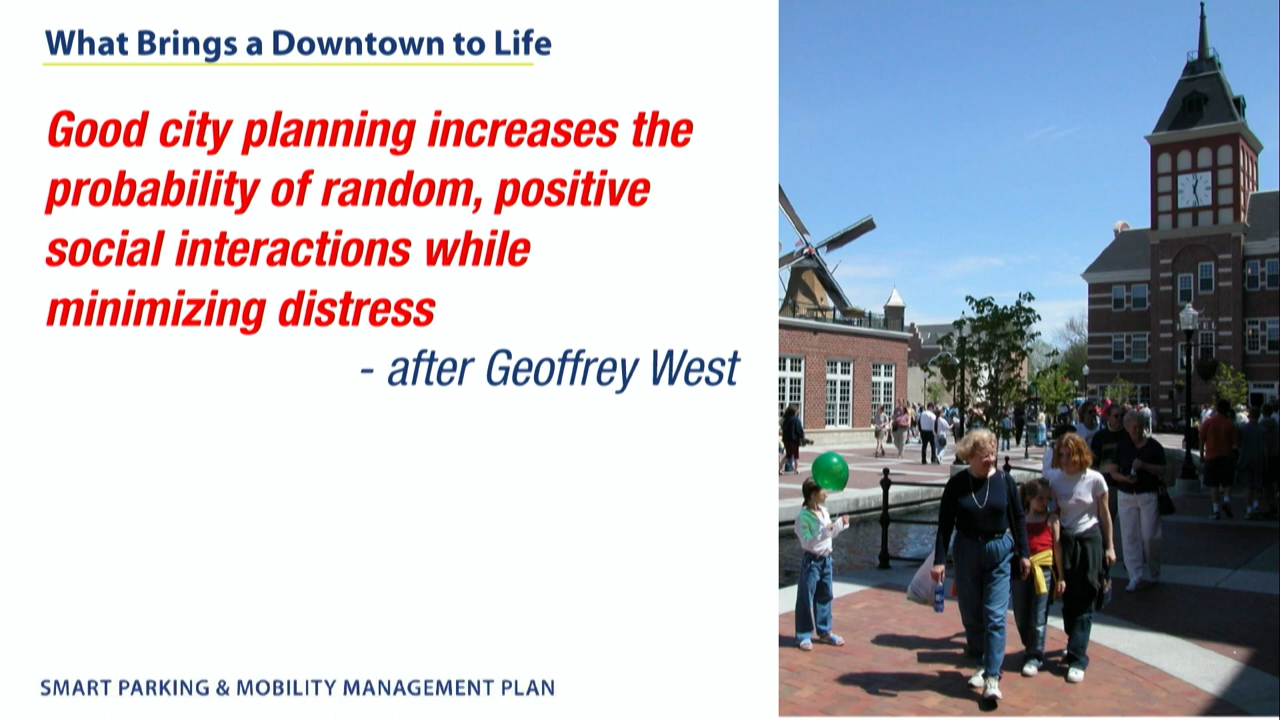 What Brings a Downtown to Life
Good city planning increases the
probability of random, positive
social interactions while
minimizing distress
- after Geoffrey West
SMART PARKING & MOBILITY MANAGEMENT PLAN